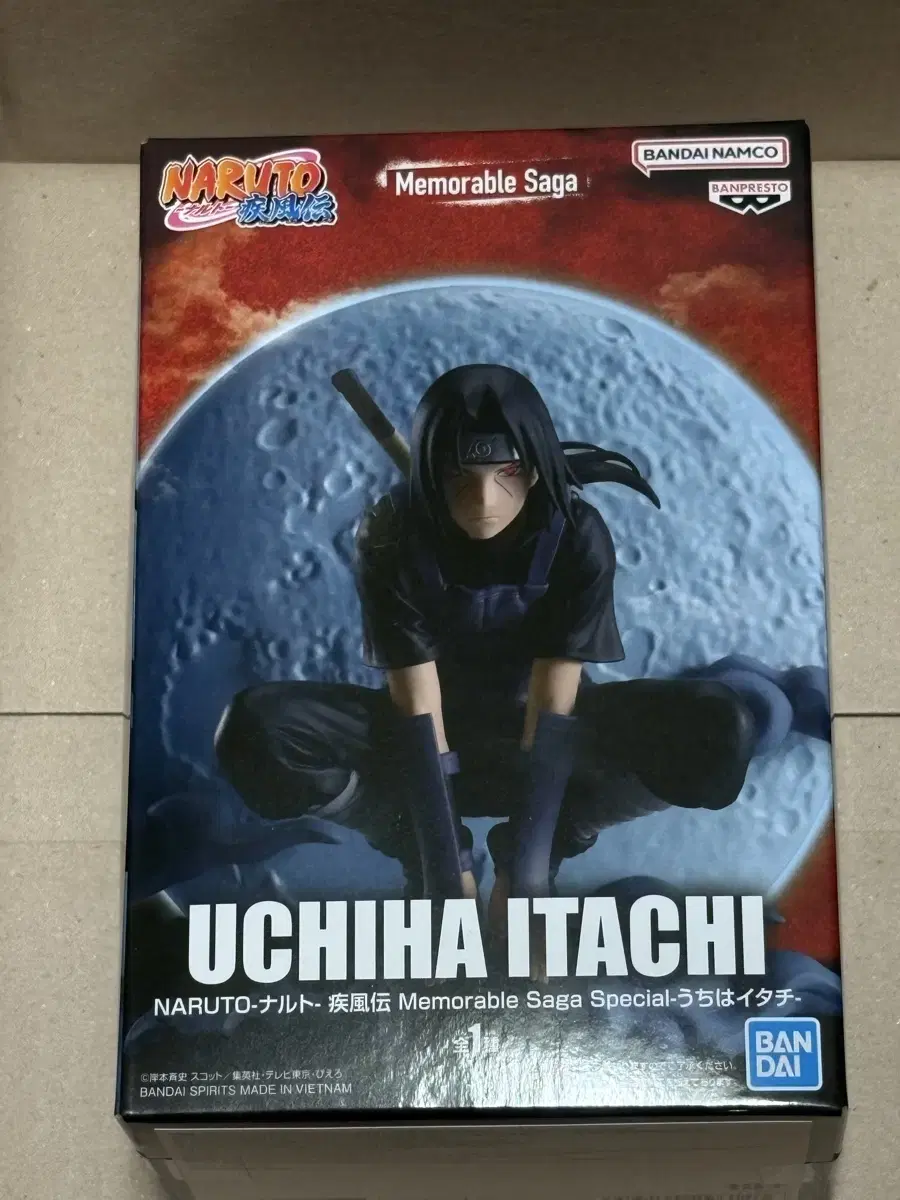 NARUTO
-ナルト-
疾風伝
Memorable Saga
BANDAI NAMCO
BANPRESTO
UCHIHA ITACHI
NARUTO-ナルト- 疾風伝 Memorable Saga Special-うちはイタチ-
全1種
BAN
DAI
©岸本斉史 スコット／集英社・テレビ東京・ぴえろ
BANDAI SPIRITS MADE IN VIETNAM